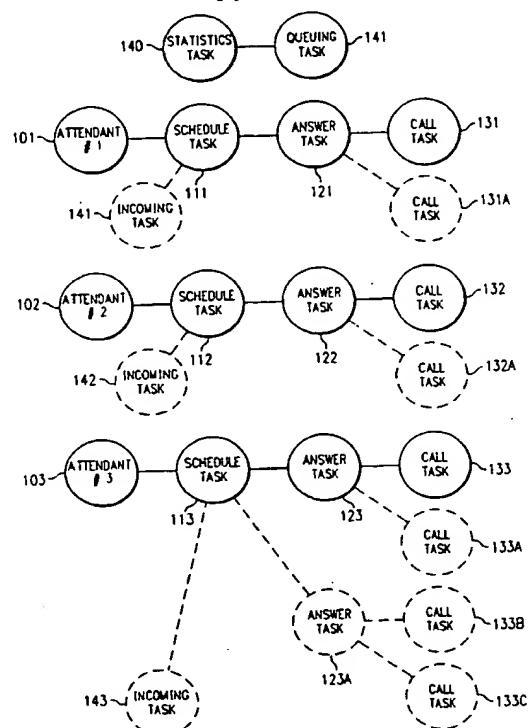 140
STATISTICS
TASK
QUEUING
TASK
141
101
ATTENDANT
# 1
SCHEDULE
TASK
111
ANSWER
TASK
121
CALL
TASK
131
141
INCOMING
TASK
CALL
TASK
131A
102
ATTENDANT
# 2
SCHEDULE
TASK
112
ANSWER
TASK
122
CALL
TASK
132
142
INCOMING
TASK
CALL
TASK
132A
103
ATTENDANT
# 3
SCHEDULE
TASK
113
ANSWER
TASK
123
CALL
TASK
133
CALL
TASK
133A
ANSWER
TASK
123A
CALL
TASK
133B
143
INCOMING
TASK
CALL
TASK
133C